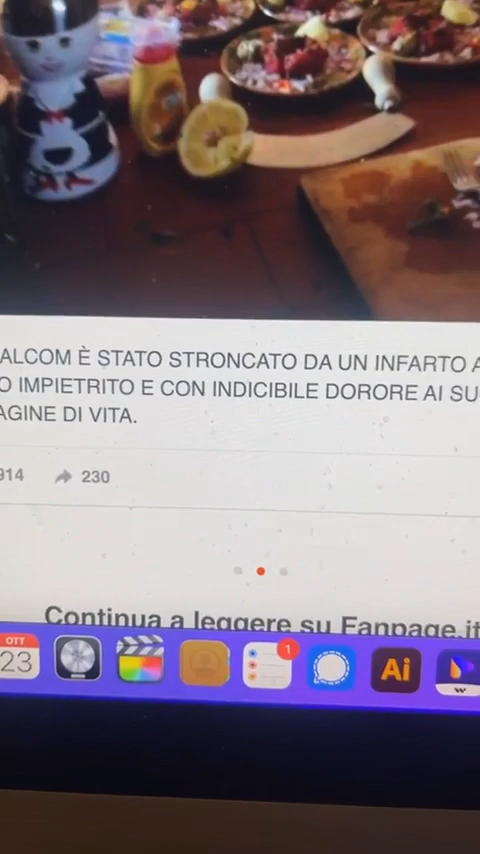 ALCOM È STATO STRONCATO DA UN INFARTO A
O IMPIETRITO E CON INDICIBILE DORORE AI SU
AGINE DI VITA.
914 230
Continua a leggere su Fanpage.it
OTT
23
1
Ai
w